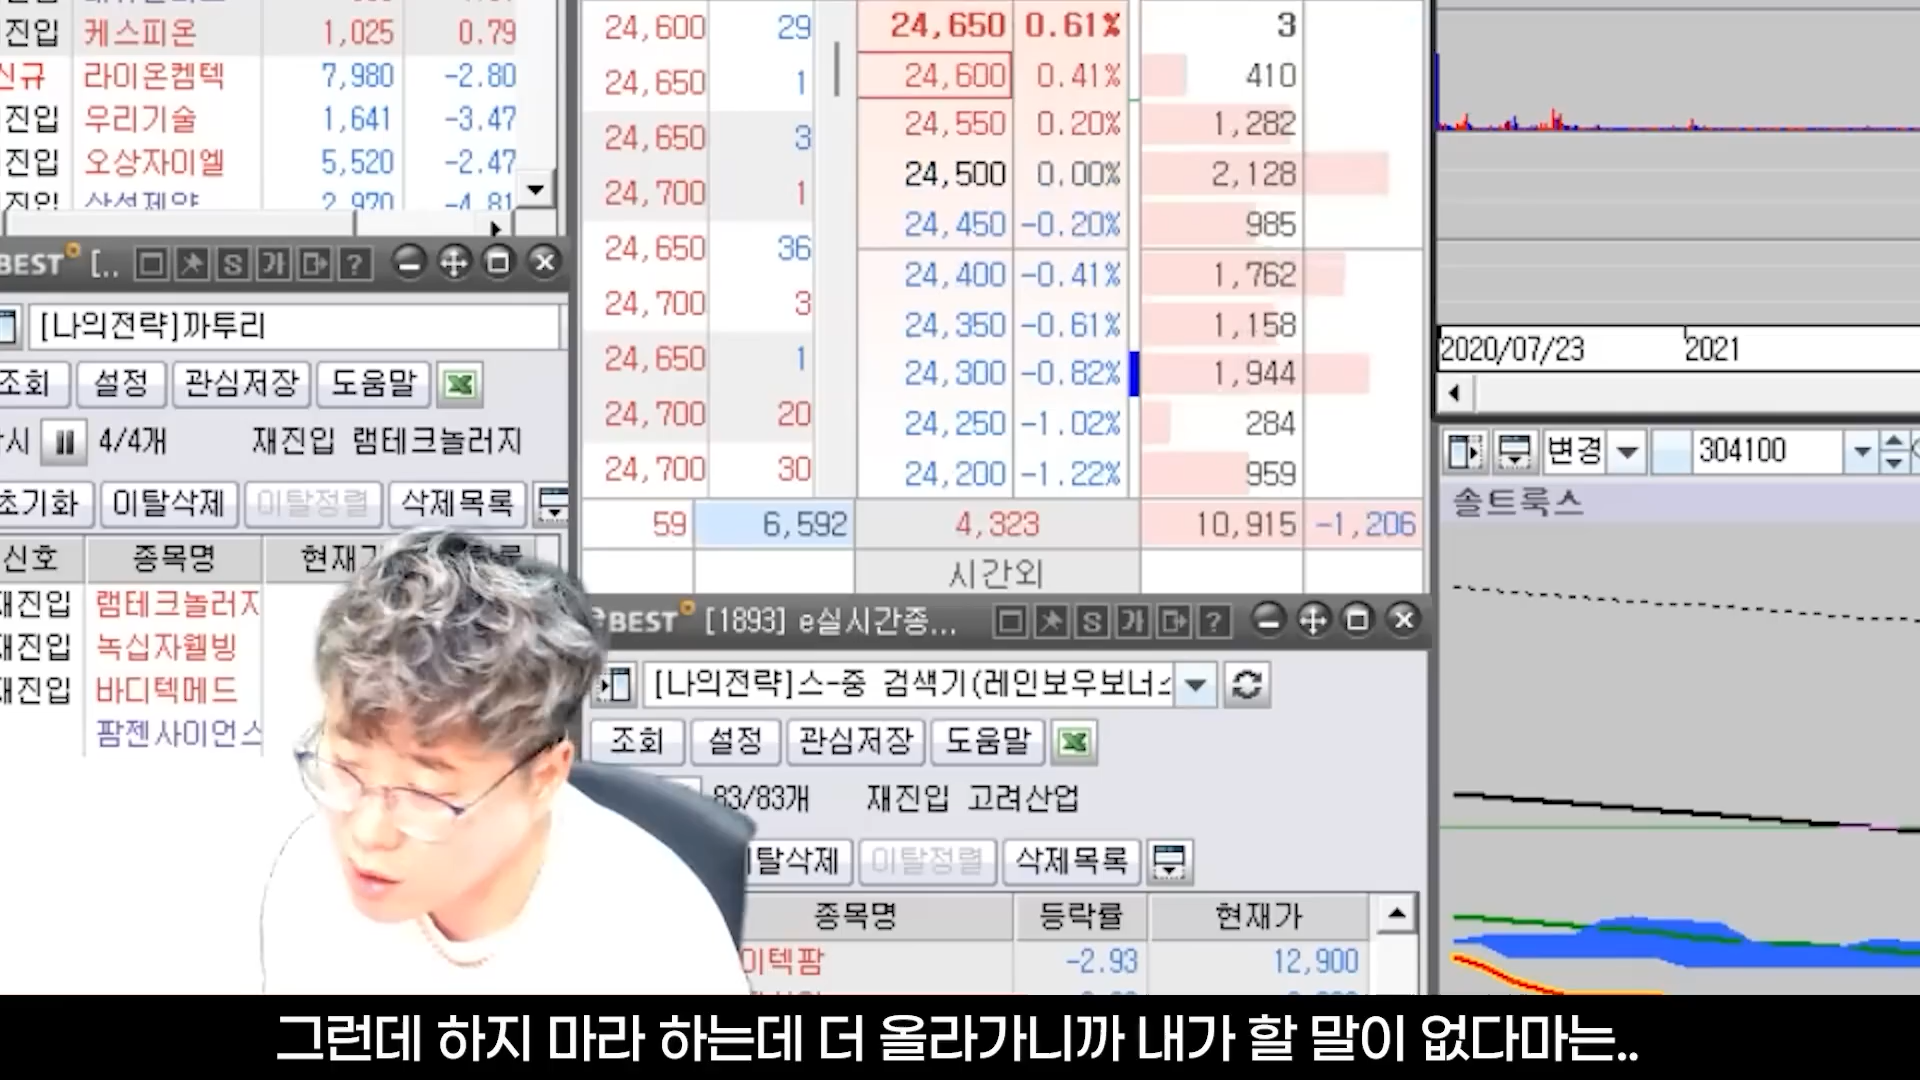 진입 케스피온 1,025 0.79
신규 라이온켐텍 7,980 -2.80
진입 우리기술 1,641 -3.47
진입 오상자이엘 5,520 -2.47
진입 삼성제약 2,970 -4.81
BEST [.. S 가 ?
[나의전략]까투리
조회 설정 관심저장 도움말
시 4/4개 재진입 램테크놀러지
초기화 이탈삭제 이탈정렬 삭제목록
신호 종목명 현재가
재진입 램테크놀러지
재진입 녹십자웰빙
재진입 바디텍메드
팜젠사이언스
24,600 29
24,650 1
24,650 3
24,700 1
24,650 36
24,700 3
24,650 1
24,700 20
24,700 30
24,650 0.61% 3
24,600 0.41% 410
24,550 0.20% 1,282
24,500 0.00% 2,128
24,450 -0.20% 985
24,400 -0.41% 1,762
24,350 -0.61% 1,158
24,300 -0.82% 1,944
24,250 -1.02% 284
24,200 -1.22% 959
59 6,592 4,323 10,915 -1,206
시간외
eBEST [1893] e실시간종... S 가 ?
[나의전략]스-중 검색기(레인보우보너스
조회 설정 관심저장 도움말
83/83개 재진입 고려산업
이탈삭제 이탈정렬 삭제목록
종목명 등락률 현재가
이텍팜 -2.93 12,900
2020/07/23 2021
변경 304100
솔트룩스
그런데 하지 마라 하는데 더 올라가니까 내가 할 말이 없다마는..